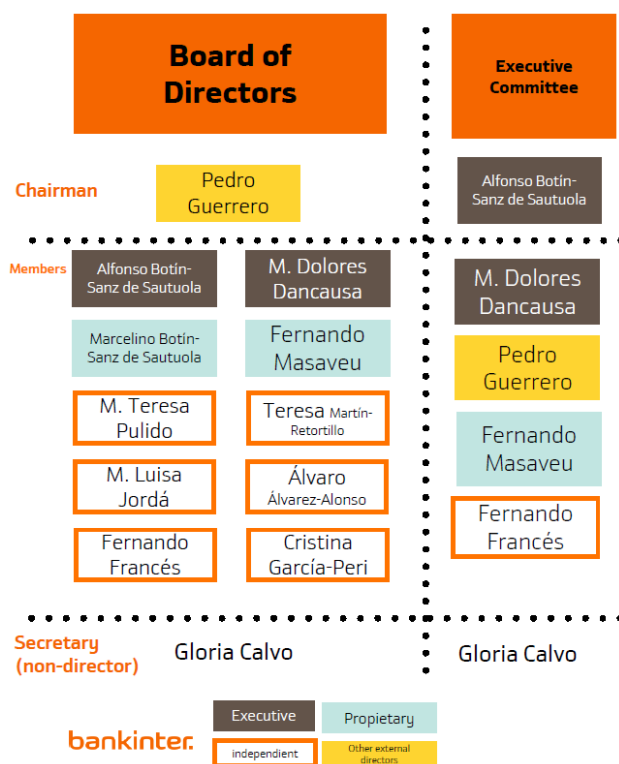 Board of
Directors
Executive
Committee
Chairman
Pedro
Guerrero
Alfonso Botín-
Sanz de Sautuola
Members
Alfonso Botín-
Sanz de Sautuola
M. Dolores
Dancausa
Marcelino Botín-
Sanz de Sautuola
Fernando
Masaveu
M. Teresa
Pulido
Teresa Martín-
Retortillo
M. Luisa
Jordá
Álvaro
Álvarez-Alonso
Fernando
Francés
Cristina
García-Peri
M. Dolores
Dancausa
Pedro
Guerrero
Fernando
Masaveu
Fernando
Francés
Secretary
(non-director)
Gloria Calvo
Gloria Calvo
bankinter.
Executive
Propietary
independent
Other external
directors